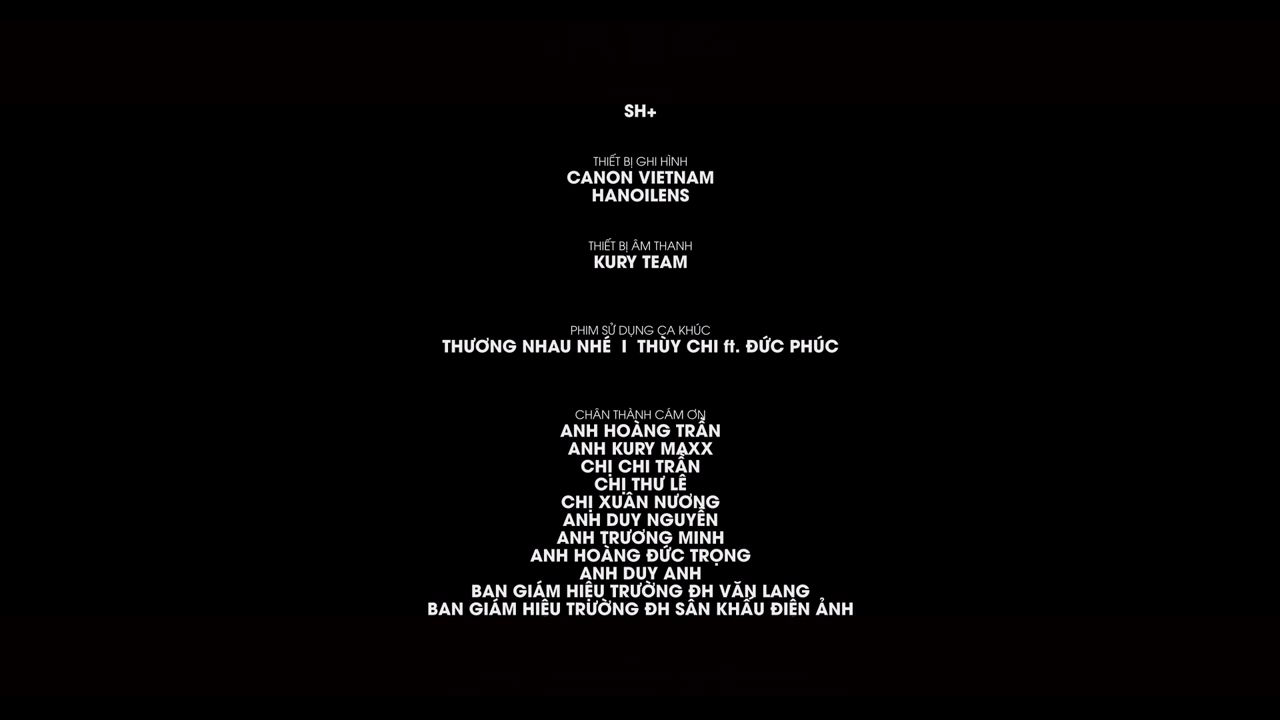 SH+
THIẾT BỊ GHI HÌNH
CANON VIETNAM
HANOILENS
THIẾT BỊ ÂM THANH
KURY TEAM
PHIM SỬ DỤNG CA KHÚC
THƯƠNG NHAU NHÉ I THÙY CHI ft. ĐỨC PHÚC
CHÂN THÀNH CÁM ƠN
ANH HOÀNG TRẦN
ANH KURY MAXX
CHỊ CHI TRẦN
CHỊ THƯ LÊ
CHỊ XUÂN NƯƠNG
ANH DUY NGUYỄN
ANH TRƯƠNG MINH
ANH HOÀNG ĐỨC TRỌNG
ANH DUY ANH
BAN GIÁM HIỆU TRƯỜNG ĐH VĂN LANG
BAN GIÁM HIỆU TRƯỜNG ĐH SÂN KHẤU ĐIỆN ẢNH